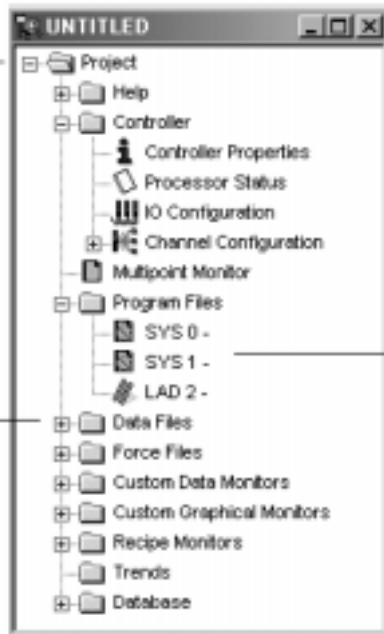 UNTITLED
Project
Help
Controller
Controller Properties
Processor Status
IO Configuration
Channel Configuration
Multipoint Monitor
Program Files
SYS 0 -
SYS 1 -
LAD 2 -
Data Files
Force Files
Custom Data Monitors
Custom Graphical Monitors
Recipe Monitors
Trends
Database